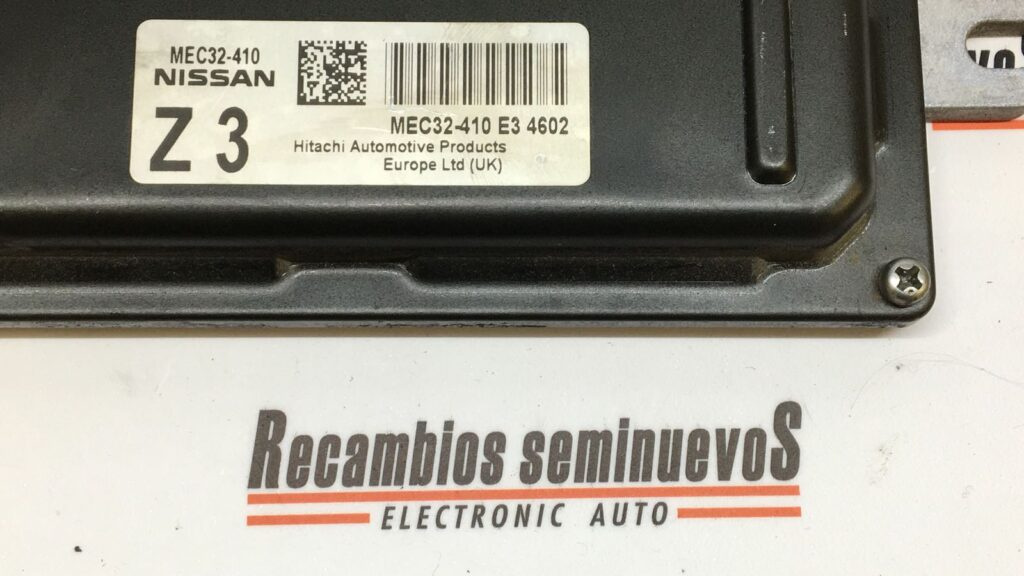 MEC32-410
NISSAN
Z 3
MEC32-410 E3 4602
Hitachi Automotive Products
Europe Ltd (UK)
Recambios seminuevoS
ELECTRONIC AUTO